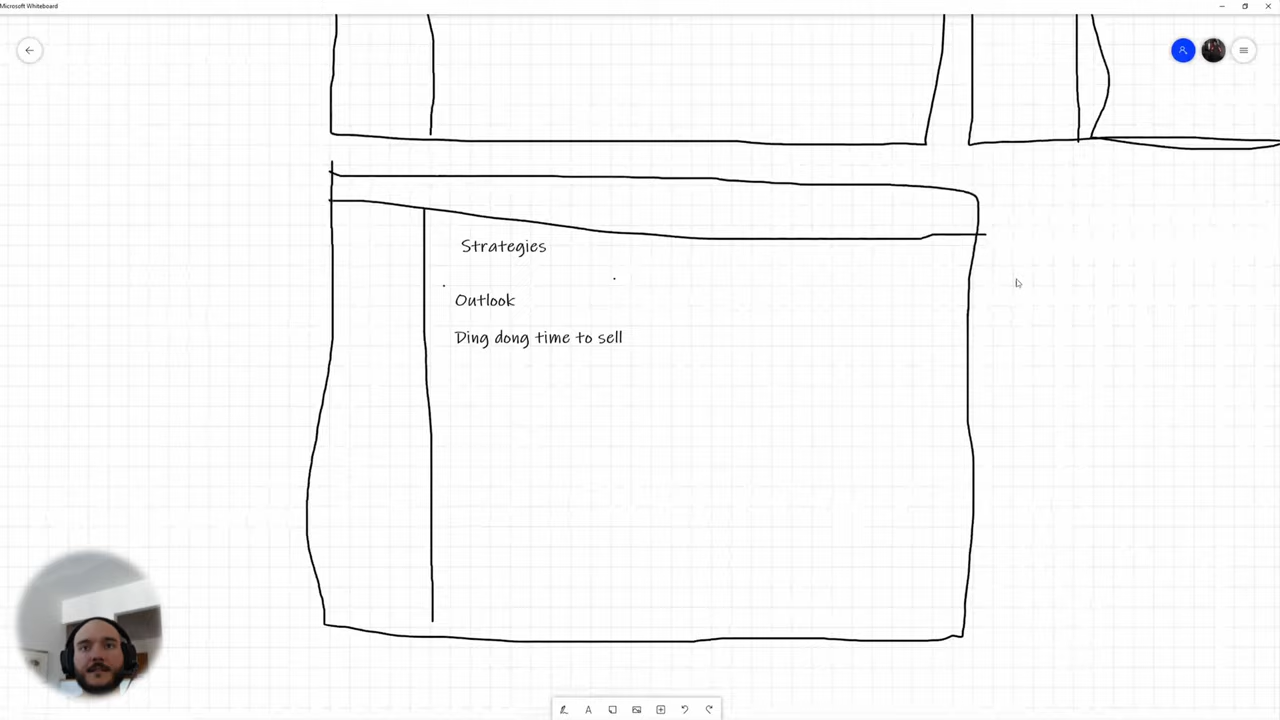 Microsoft Whiteboard
Strategies
Outlook
Ding dong time to sell
A